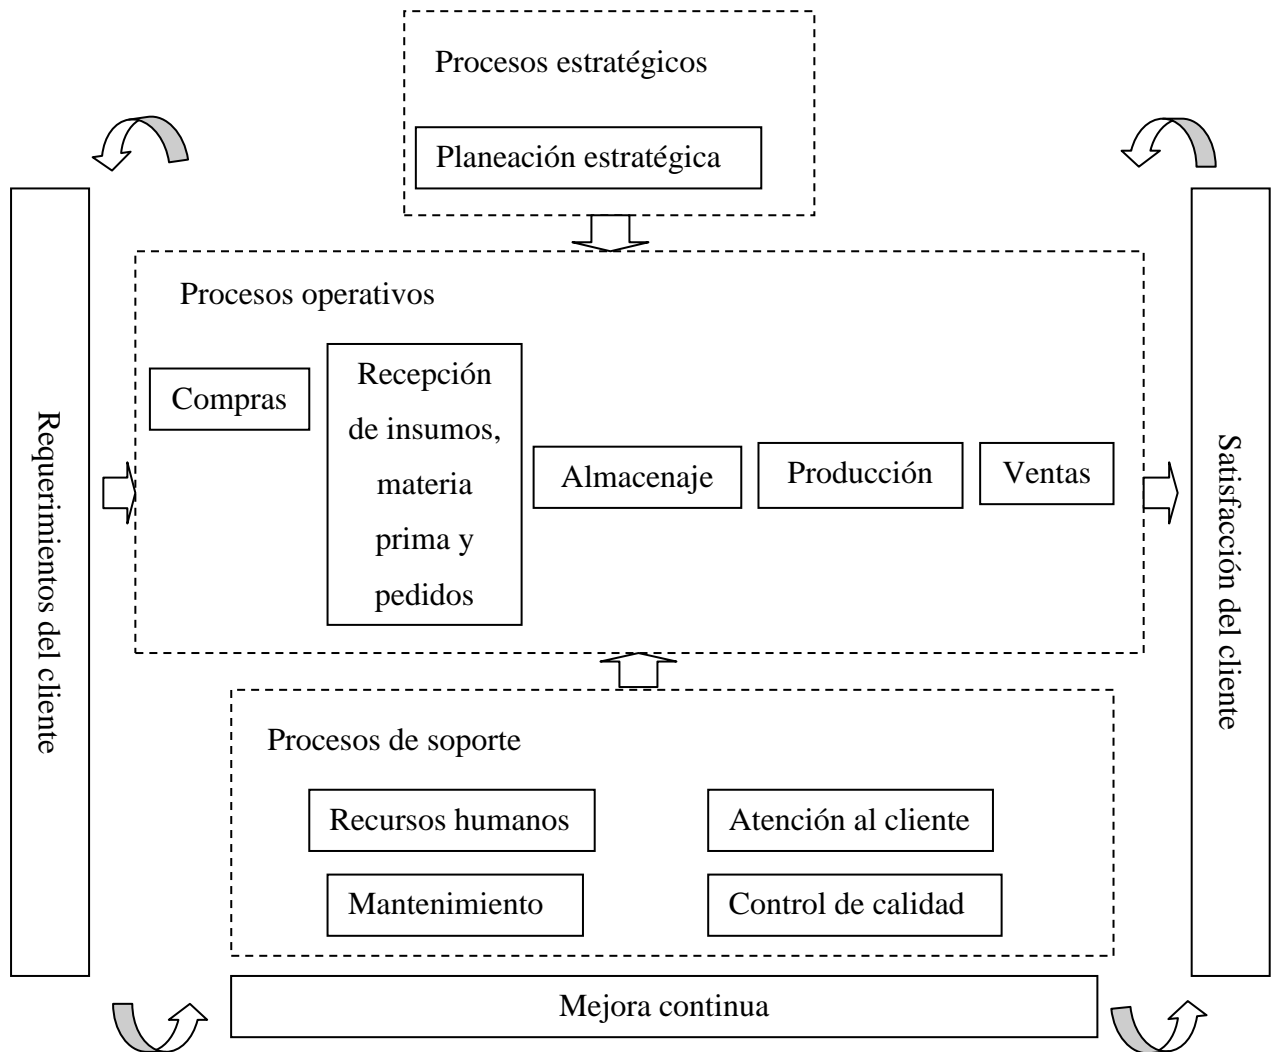 Procesos estratégicos
Planeación estratégica
Requerimientos del cliente
Procesos operativos
Compras
Recepción
de insumos,
materia
prima y
pedidos
Almacenaje
Producción
Ventas
Satisfacción del cliente
Procesos de soporte
Recursos humanos
Atención al cliente
Mantenimiento
Control de calidad
Mejora continua